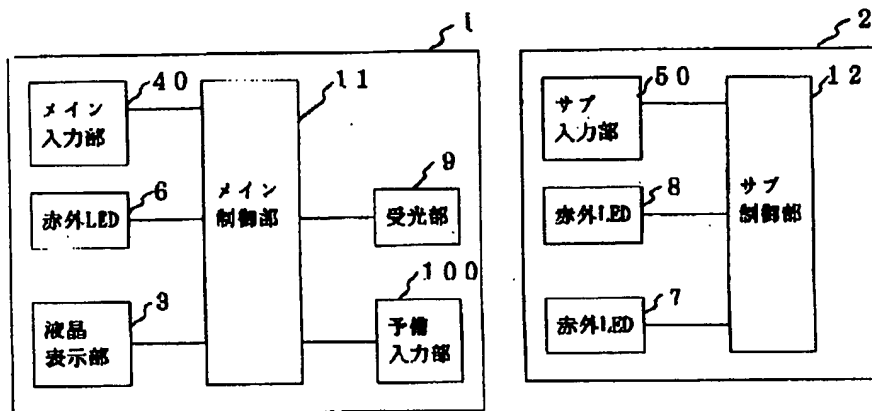 1
2
40
メイン
入力部
11
メイン
制御部
6
赤外LED
9
受光部
3
液晶
表示部
100
予備
入力部
50
サブ
入力部
12
サブ
制御部
8
赤外LED
7
赤外LED